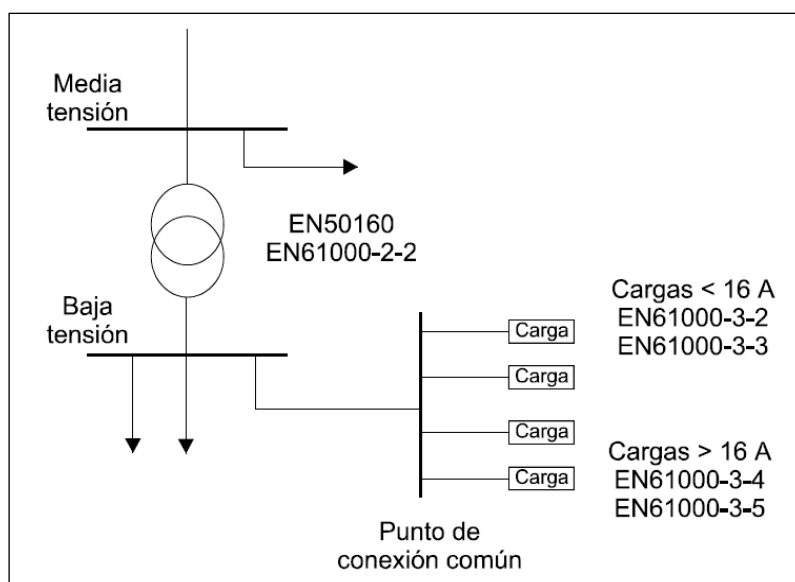 Media
tensión
EN50160
EN61000-2-2
Baja
tensión
Carga
Carga
Carga
Carga
Cargas < 16 A
EN61000-3-2
EN61000-3-3
Cargas > 16 A
EN61000-3-4
EN61000-3-5
Punto de
conexión común